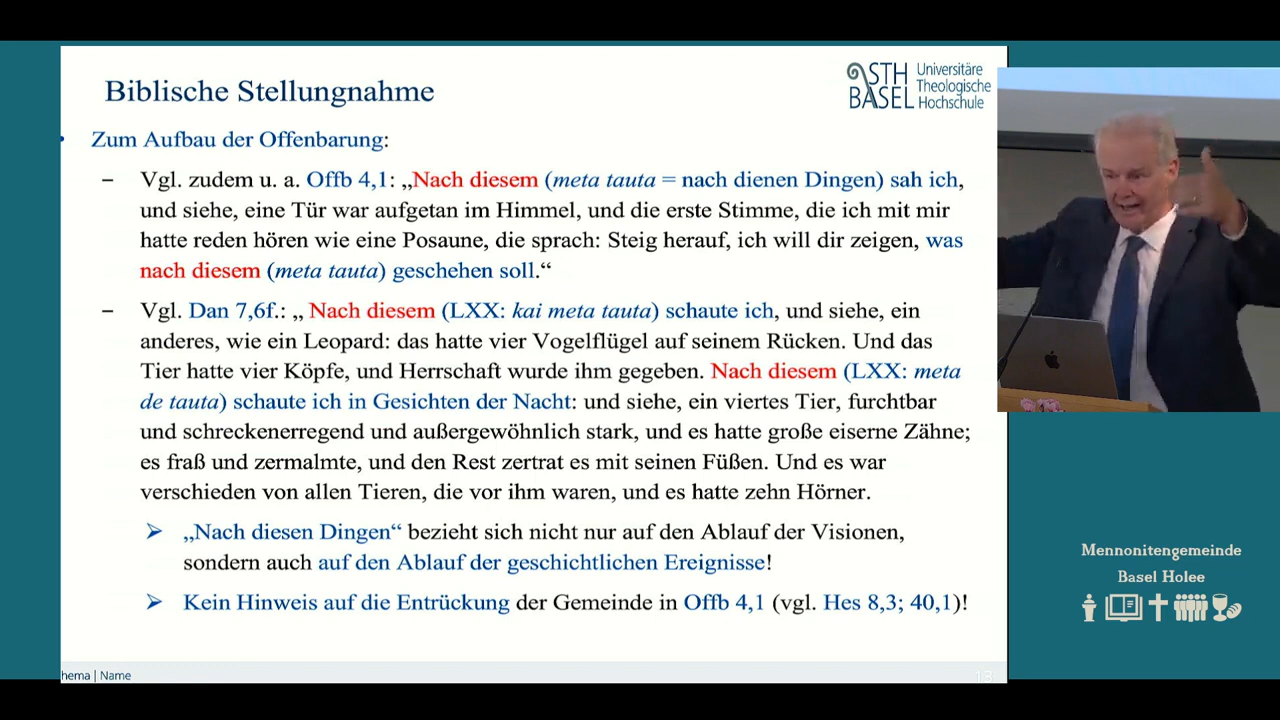 Biblische Stellungnahme
STH BASEL
Universitäre
Theologische
Hochschule
• Zum Aufbau der Offenbarung:
– Vgl. zudem u. a. Offb 4,1: „Nach diesem (meta tauta = nach dienen Dingen) sah ich,
und siehe, eine Tür war aufgetan im Himmel, und die erste Stimme, die ich mit mir
hatte reden hören wie eine Posaune, die sprach: Steig herauf, ich will dir zeigen, was
nach diesem (meta tauta) geschehen soll.“
– Vgl. Dan 7,6f.: „ Nach diesem (LXX: kai meta tauta) schaute ich, und siehe, ein
anderes, wie ein Leopard: das hatte vier Vogelflügel auf seinem Rücken. Und das
Tier hatte vier Köpfe, und Herrschaft wurde ihm gegeben. Nach diesem (LXX: meta
de tauta) schaute ich in Gesichten der Nacht: und siehe, ein viertes Tier, furchtbar
und schreckenerregend und außergewöhnlich stark, und es hatte große eiserne Zähne;
es fraß und zermalmte, und den Rest zertrat es mit seinen Füßen. Und es war
verschieden von allen Tieren, die vor ihm waren, und es hatte zehn Hörner.
➢ „Nach diesen Dingen“ bezieht sich nicht nur auf den Ablauf der Visionen,
sondern auch auf den Ablauf der geschichtlichen Ereignisse!
➢ Kein Hinweis auf die Entrückung der Gemeinde in Offb 4,1 (vgl. Hes 8,3; 40,1)!
hema | Name
13
Mennonitengemeinde
Basel Holee